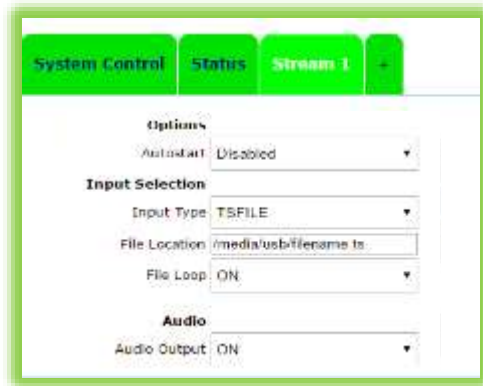 System Control Status Stream 1 +
Options
Autostart Disabled
Input Selection
Input Type TSFILE
File Location /media/usb/filename.ts
File Loop ON
Audio
Audio Output ON